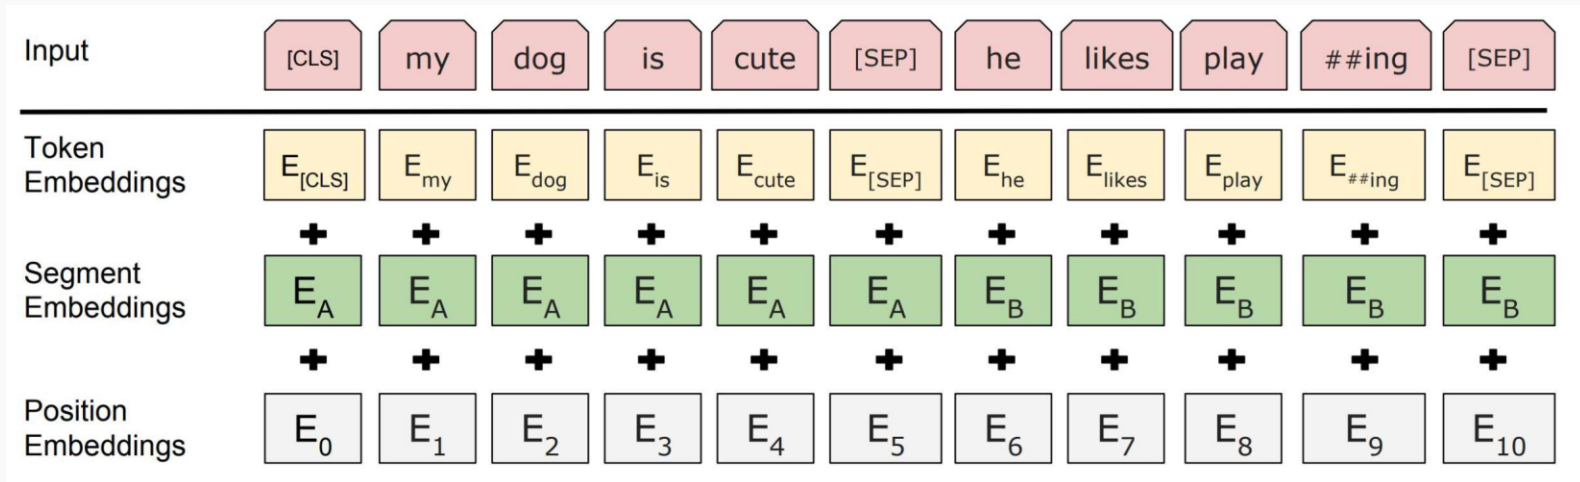 Input [CLS] my dog is cute [SEP] he likes play ##ing [SEP]
Token
Embeddings E[CLS] Emy Edog Eis Ecute E[SEP] Ehe Elikes Eplay E##ing E[SEP]
+ + + + + + + + + + +
Segment
Embeddings EA EA EA EA EA EA EB EB EB EB EB
+ + + + + + + + + + +
Position
Embeddings E0 E1 E2 E3 E4 E5 E6 E7 E8 E9 E10